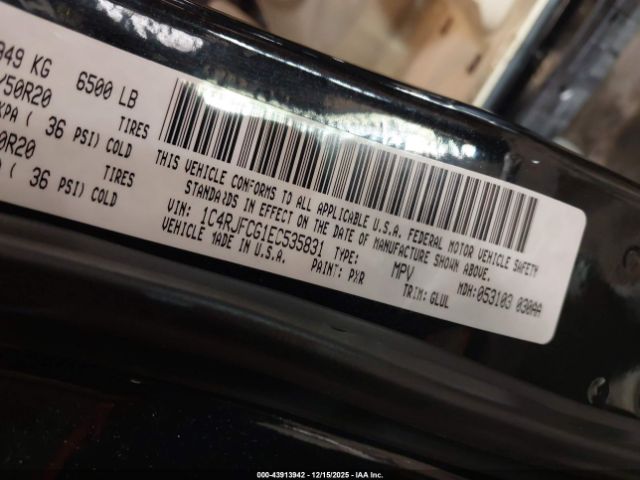 349 KG 6500 LB
50R20 TIRES
KPA ( 36 PSI) COLD
0R20 TIRES
( 36 PSI) COLD
THIS VEHICLE CONFORMS TO ALL APPLICABLE U.S.A. FEDERAL MOTOR VEHICLE SAFETY
STANDARDS IN EFFECT ON THE DATE OF MANUFACTURE SHOWN ABOVE.
VIN: 1C4RJFCG1EC535831 TYPE: MPV MDH:053103 030AA
VEHICLE MADE IN U.S.A. PAINT: PXR TRIM: GLUL
000-43913942 - 12/15/2025 - IAA Inc.